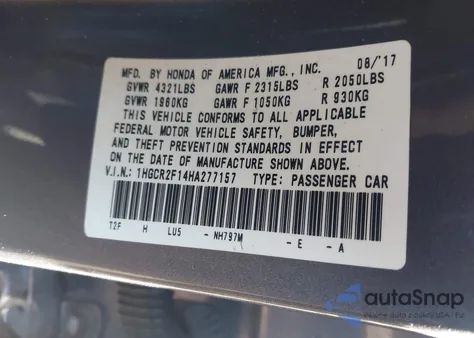 MFD. BY HONDA OF AMERICA MFG., INC. 08/'17
GVWR 4321LBS GAWR F 2315LBS R 2050LBS
GVWR 1960KG GAWR F 1050KG R 930KG
THIS VEHICLE CONFORMS TO ALL APPLICABLE
FEDERAL MOTOR VEHICLE SAFETY, BUMPER,
AND THEFT PREVENTION STANDARDS IN EFFECT
ON THE DATE OF MANUFACTURE SHOWN ABOVE.
V.I.N.: 1HGCR2F14HA277157 TYPE: PASSENGER CAR
T2F H LU5 - NH797M - E - A
autoSnap